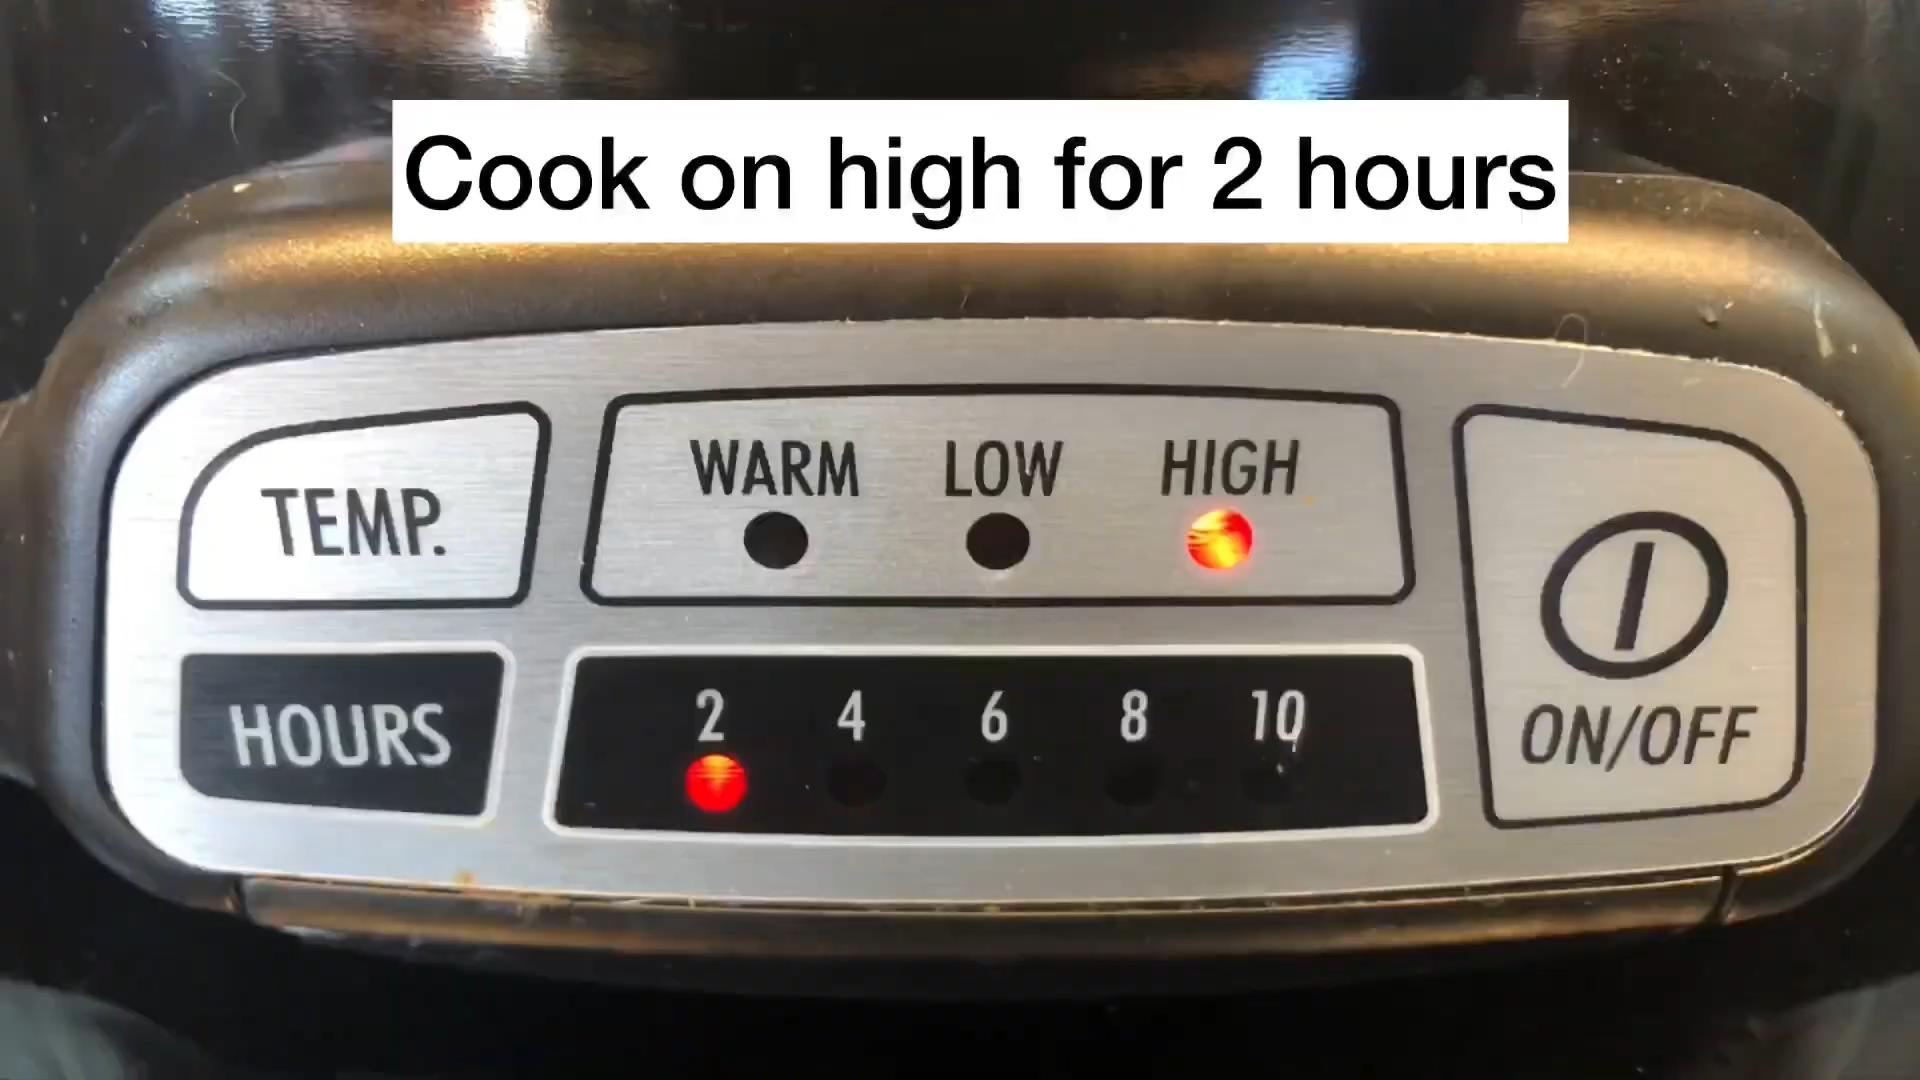 Cook on high for 2 hours
TEMP.
WARM LOW HIGH
HOURS
2 4 6 8 10
ON/OFF